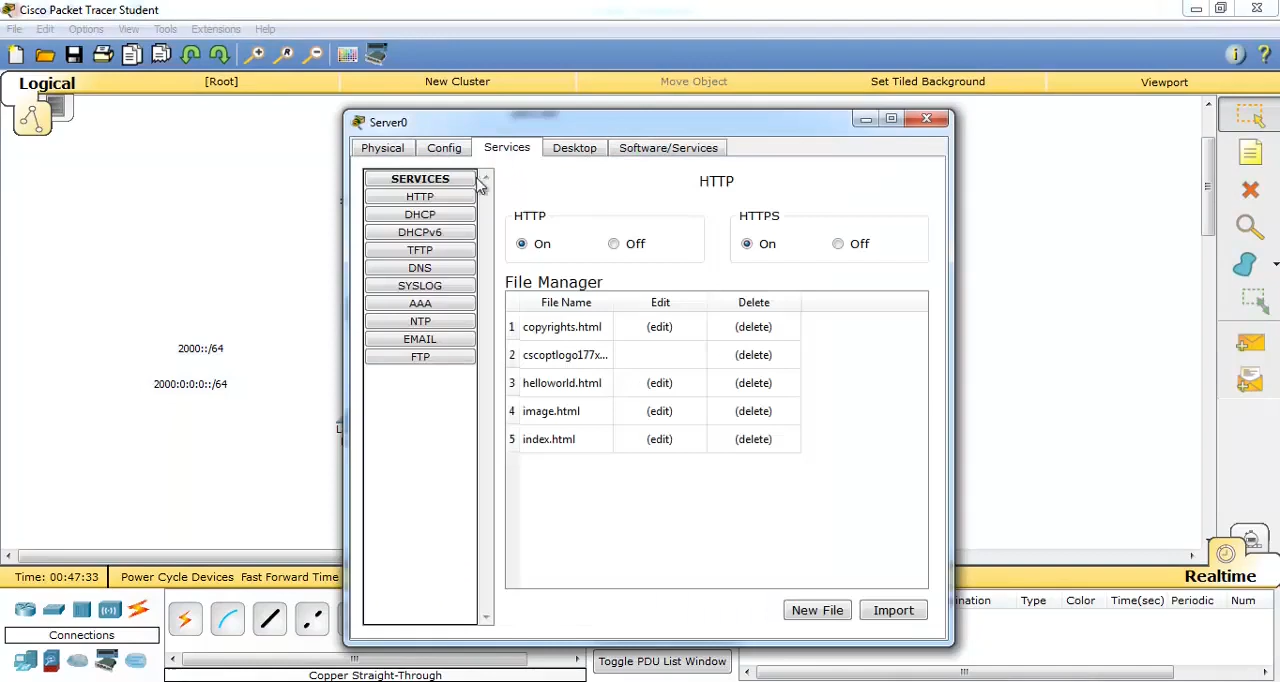 Cisco Packet Tracer Student
File Edit Options View Tools Extensions Help
Logical
[Root]
New Cluster
Move Object
Set Tiled Background
Viewport
2000::/64
2000:0:0:0::/64
Server0
Physical Config Services Desktop Software/Services
SERVICES
HTTP
DHCP
DHCPv6
TFTP
DNS
SYSLOG
AAA
NTP
EMAIL
FTP
HTTP
HTTP
On Off
HTTPS
On Off
File Manager
File Name Edit Delete
1 copyrights.html (edit) (delete)
2 cscoptlogo177x... (delete)
3 helloworld.html (edit) (delete)
4 image.html (edit) (delete)
5 index.html (edit) (delete)
New File Import
Time: 00:47:33 Power Cycle Devices Fast Forward Time
Realtime
Connections
Copper Straight-Through
Toggle PDU List Window
ination Type Color Time(sec) Periodic Num